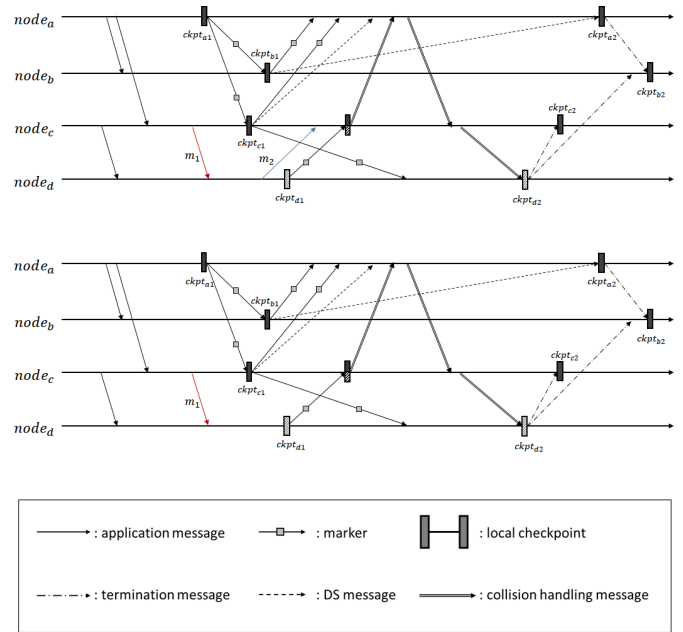 node_a
ckpt_a1
ckpt_b1
ckpt_a2
node_b
ckpt_b2
ckpt_c2
node_c
ckpt_c1
m_1
m_2
node_d
ckpt_d1
ckpt_d2
node_a
ckpt_a1
ckpt_b1
ckpt_a2
node_b
ckpt_b2
ckpt_c2
node_c
ckpt_c1
m_1
node_d
ckpt_d1
ckpt_d2
: application message : marker : local checkpoint
: termination message : DS message : collision handling message